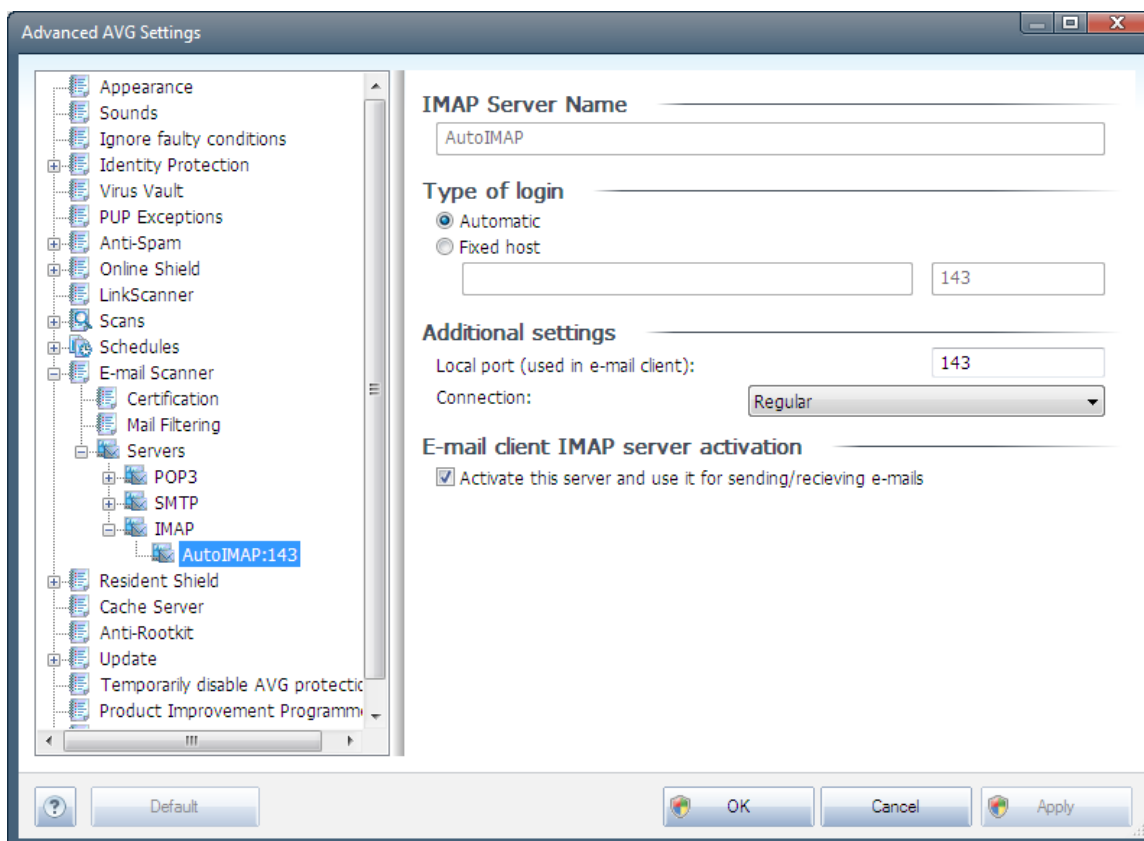 Advanced AVG Settings
Appearance
Sounds
Ignore faulty conditions
Identity Protection
Virus Vault
PUP Exceptions
Anti-Spam
Online Shield
LinkScanner
Scans
Schedules
E-mail Scanner
Certification
Mail Filtering
Servers
POP3
SMTP
IMAP
AutoIMAP:143
Resident Shield
Cache Server
Anti-Rootkit
Update
Temporarily disable AVG protectic
Product Improvement Programm
IMAP Server Name
AutoIMAP
Type of login
Automatic
Fixed host
143
Additional settings
Local port (used in e-mail client): 143
Connection: Regular
E-mail client IMAP server activation
Activate this server and use it for sending/recieving e-mails
? Default OK Cancel Apply